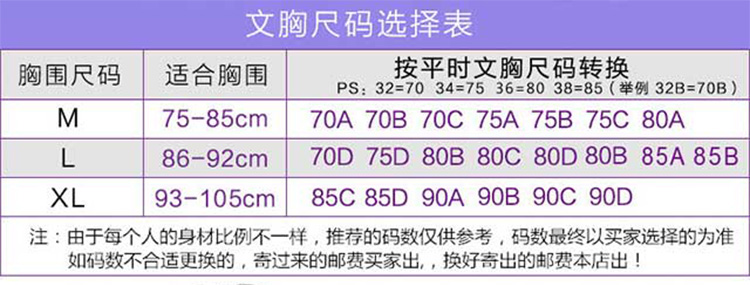 文胸尺码选择表
胸围尺码 适合胸围 按平时文胸尺码转换
PS：32=70 34=75 36=80 38=85（举例 32B=70B）
M 75-85cm 70A 70B 70C 75A 75B 75C 80A
L 86-92cm 70D 75D 80B 80C 80D 80B 85A 85B
XL 93-105cm 85C 85D 90A 90B 90C 90D
注：由于每个人的身材比例不一样，推荐的码数仅供参考，码数最终以买家选择的为准
如码数不合适更换的，寄过来的邮费买家出，，换好寄出的邮费本店出！